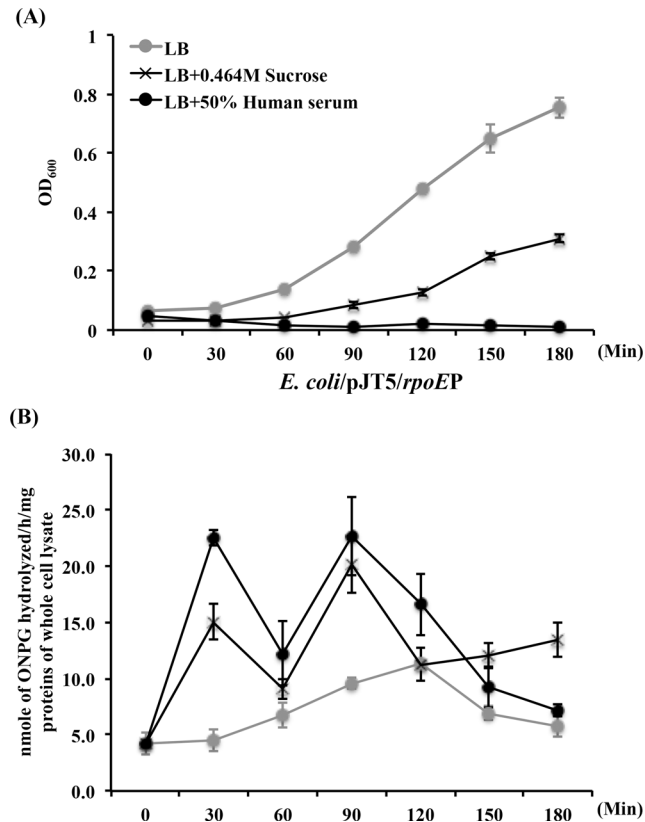 (A)
1
0.8
0.6
0.4
0.2
0
OD600
LB
LB+0.464M Sucrose
LB+50% Human serum
0 30 60 90 120 150 180 (Min)
E. coli/pJT5/rpoEP
(B)
30.0
25.0
20.0
15.0
10.0
5.0
0.0
nmole of ONPG hydrolyzed/h/mg
proteins of whole cell lysate
0 30 60 90 120 150 180 (Min)